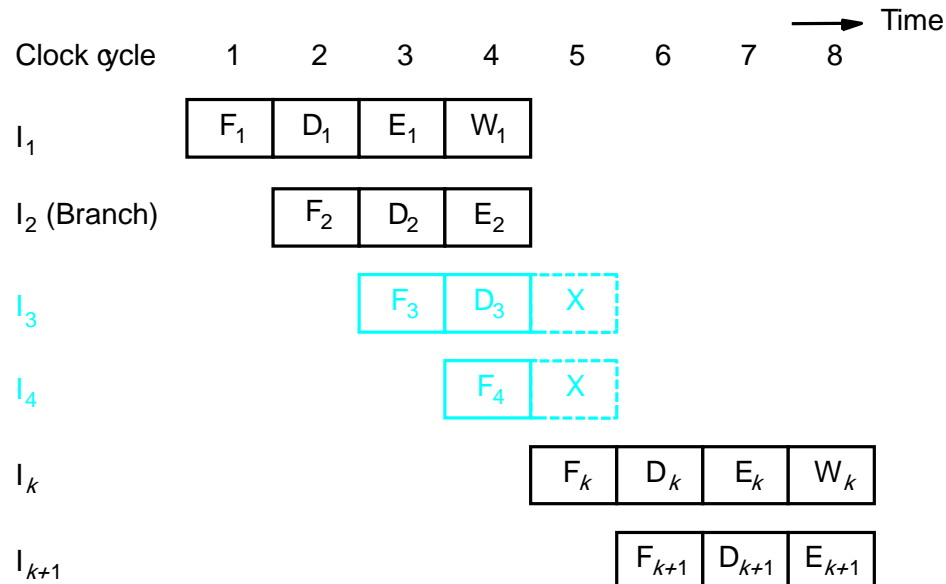 Time
Clock cycle 1 2 3 4 5 6 7 8
I1 F1 D1 E1 W1
I2 (Branch) F2 D2 E2
I3 F3 D3 X
I4 F4 X
Ik Fk Dk Ek Wk
Ik+1 Fk+1 Dk+1 Ek+1